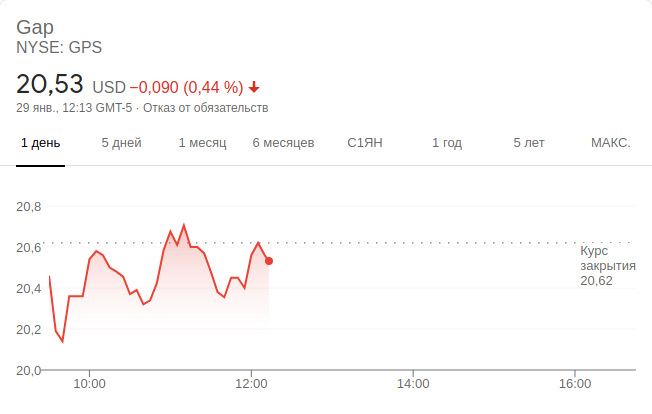 Gap
NYSE: GPS
20,53 USD −0,090 (0,44 %)
29 янв., 12:13 GMT-5 · Отказ от обязательств
1 день 5 дней 1 месяц 6 месяцев С1ЯН 1 год 5 лет МАКС.
20,8
20,6
Курс
закрытия
20,62
20,4
20,2
20,0
10:00 12:00 14:00 16:00